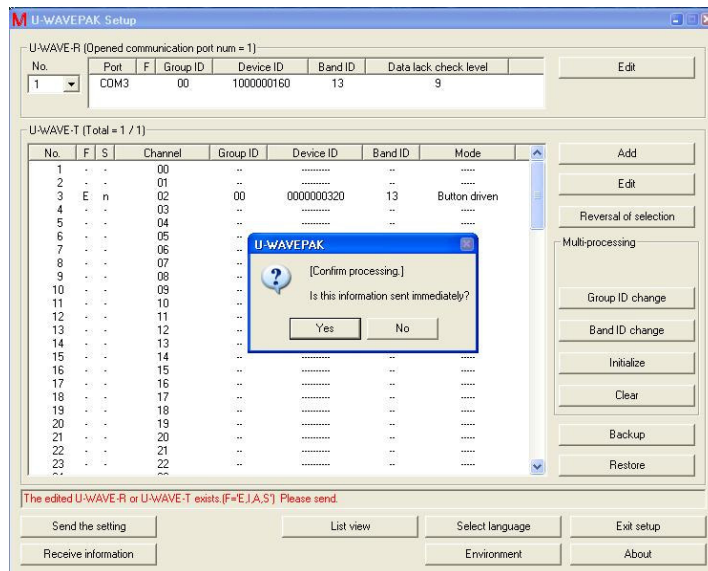 M U-WAVEPAK Setup
U-WAVE-R (Opened communication port num = 1)
No. Port F Group ID Device ID Band ID Data lack check level
1 COM3 00 1000000160 13 9
Edit
U-WAVE-T (Total = 1 / 1)
No. F S Channel Group ID Device ID Band ID Mode
1 - - 00 -- ---------- -- -----
2 - - 01 -- ---------- -- -----
3 E n 02 00 0000000320 13 Button driven
4 - - 03 -- ---------- -- -----
5 - - 04 --
6 - - 05 --
7 - - 06 --
8 - - 07 --
9 - - 08 --
10 - - 09 --
11 - - 10 --
12 - - 11 --
13 - - 12 --
14 - - 13 --
15 - - 14 -- ---------- -- -----
16 - - 15 -- ---------- -- -----
17 - - 16 -- ---------- -- -----
18 - - 17 -- ---------- -- -----
19 - - 18 -- ---------- -- -----
20 - - 19 -- ---------- -- -----
21 - - 20 -- ---------- -- -----
22 - - 21 -- ---------- -- -----
23 - - 22 -- ---------- -- -----
U-WAVEPAK
[Confirm processing.]
Is this information sent immediately?
Yes No
Add
Edit
Reversal of selection
Multi-processing
Group ID change
Band ID change
Initialize
Clear
Backup
Restore
The edited U-WAVE-R or U-WAVE-T exists.(F='E,I,A,S') Please send.
Send the setting List view Select language Exit setup
Receive information Environment About